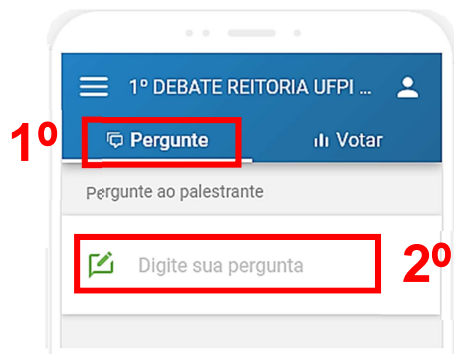 1º DEBATE REITORIA UFPI ...
1º
Pergunte
Votar
Pergunte ao palestrante
Digite sua pergunta
2º